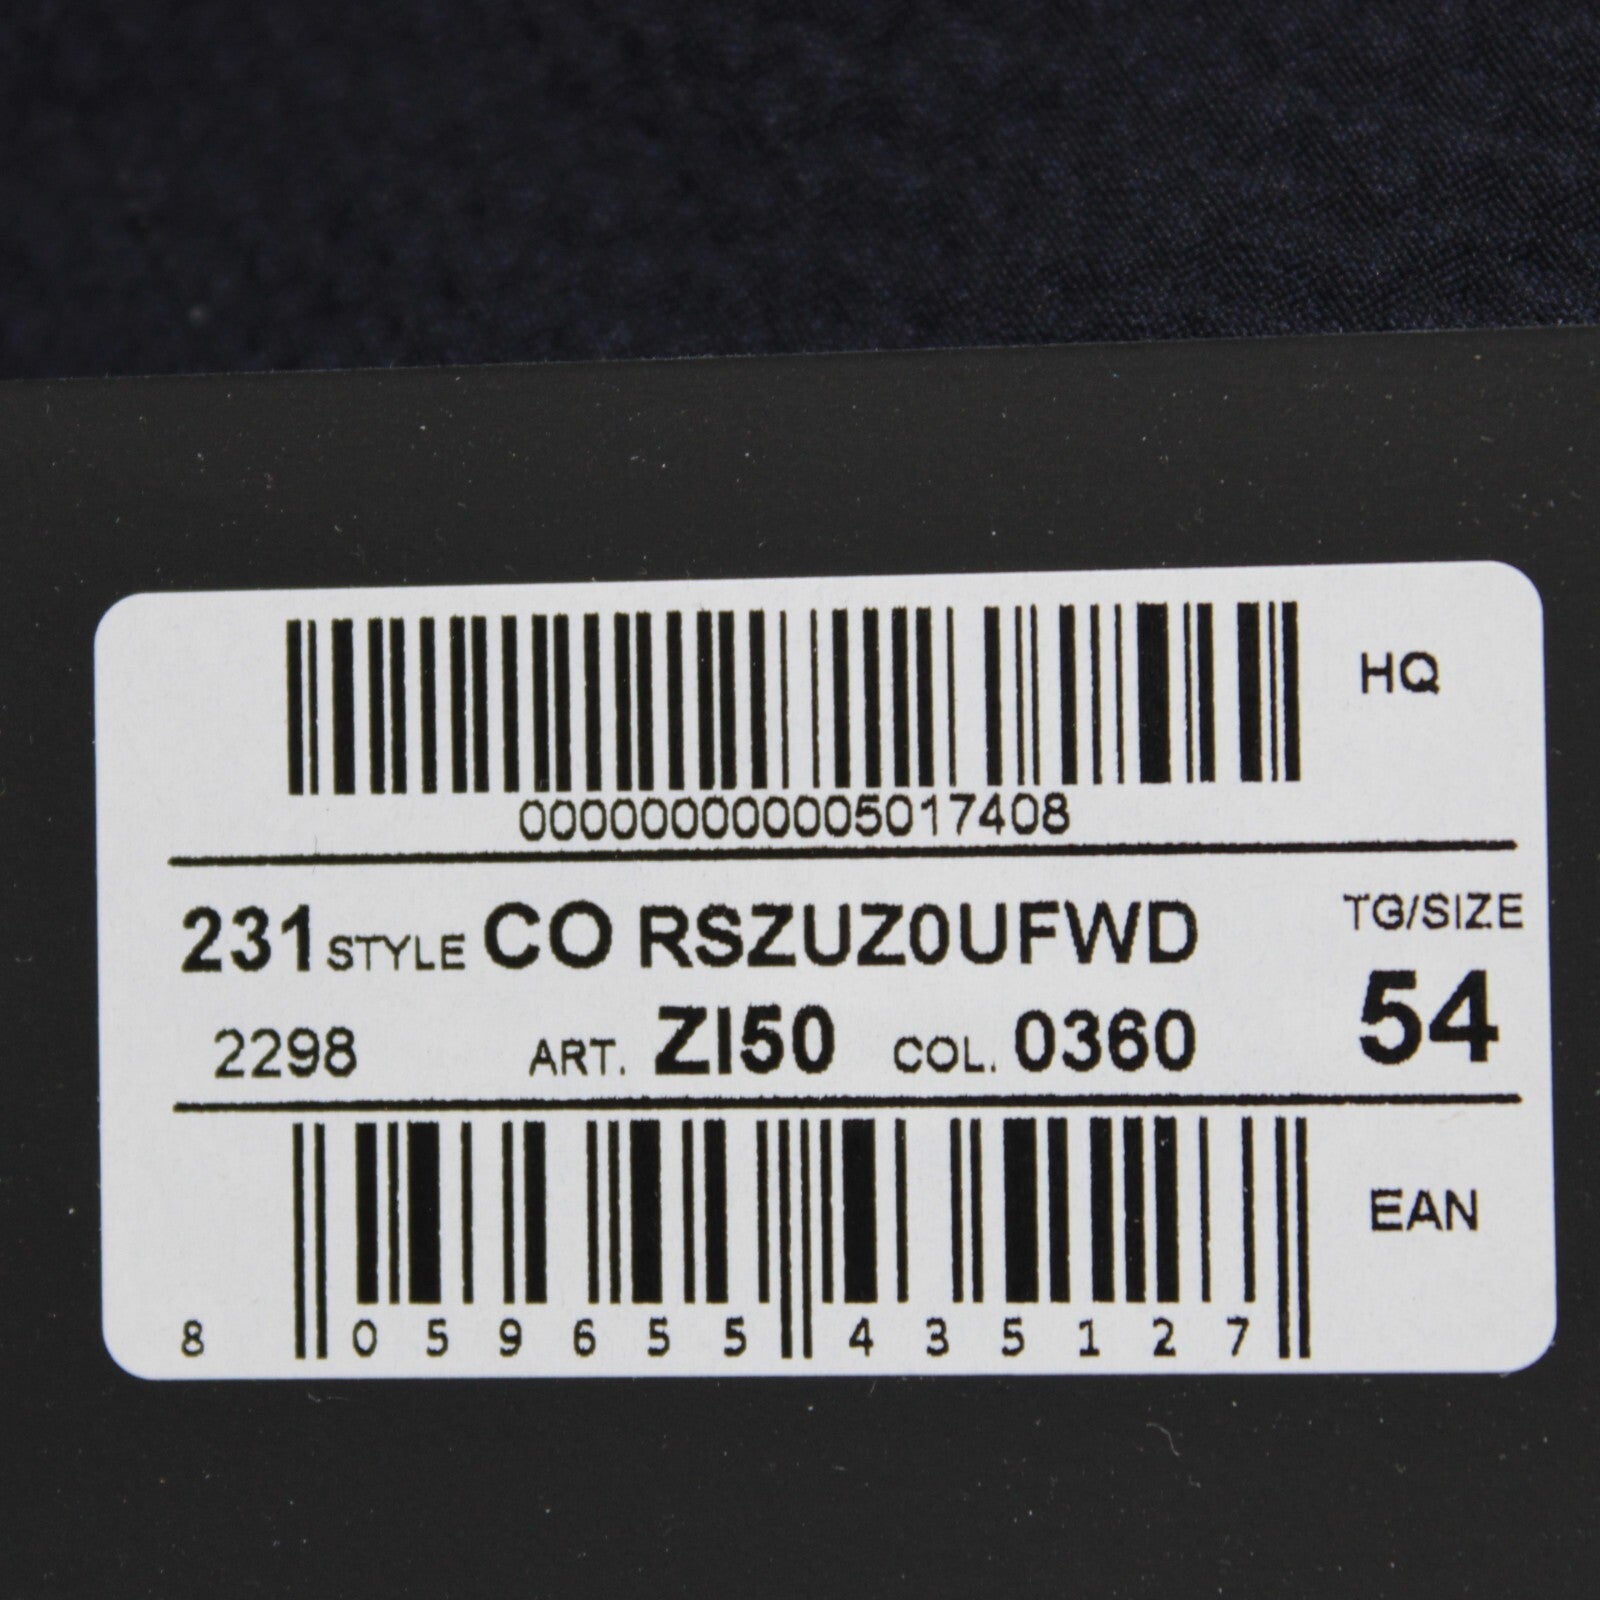 HQ
000000000005017408
231 STYLE CO RSZUZ0UFWD
TG/SIZE
2298 ART. ZI50 COL. 0360
54
EAN
8 059655 435127